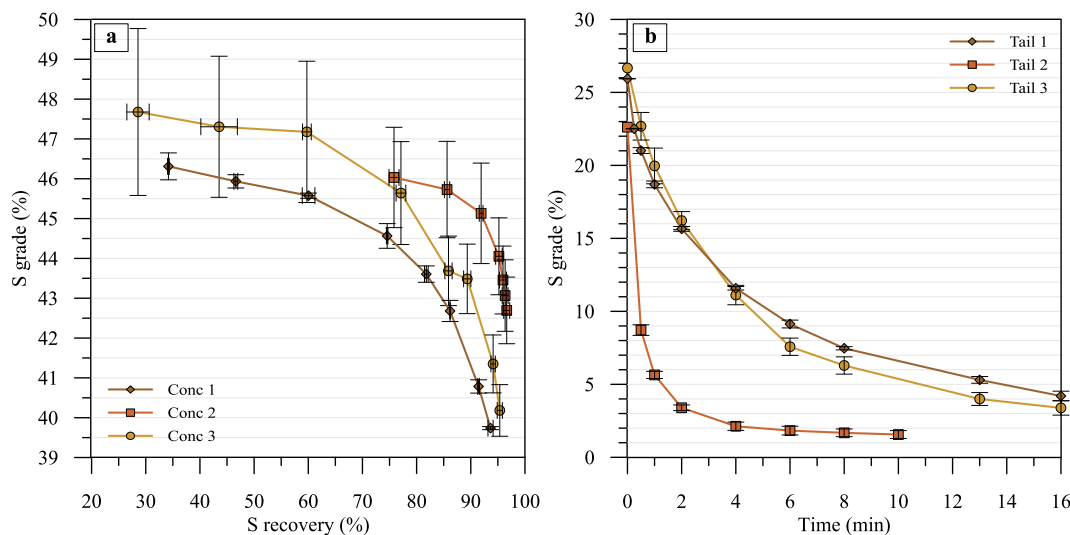 a
S grade (%)
50
49
48
47
46
45
44
43
42
41
40
39
Conc 1
Conc 2
Conc 3
20 30 40 50 60 70 80 90 100
S recovery (%)
b
S grade (%)
30
25
20
15
10
5
0
Tail 1
Tail 2
Tail 3
0 2 4 6 8 10 12 14 16
Time (min)